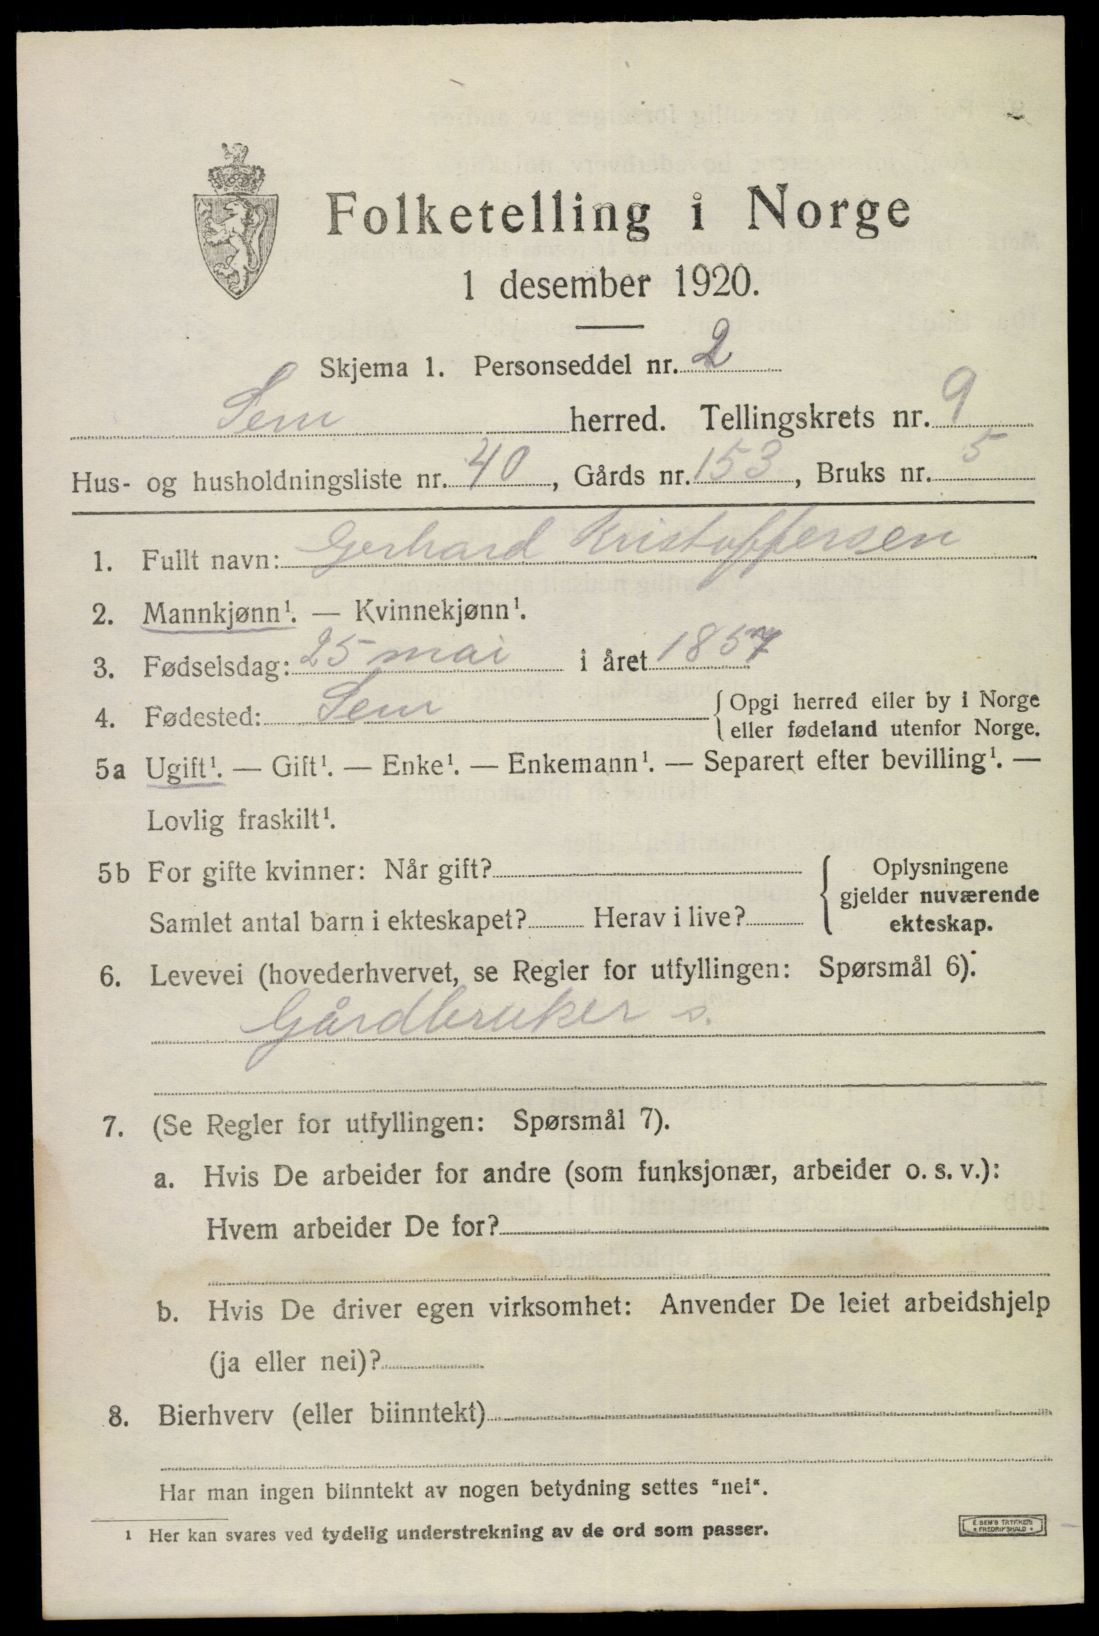 Folketelling i Norge
1 desember 1920.
Skjema 1. Personseddel nr. 2
Sem herred. Tellingskrets nr. 9
Hus- og husholdningsliste nr. 40, Gårds nr. 153, Bruks nr. 5
1. Fullt navn: Gerhard Kristoffersen
2. Mannkjønn¹. — Kvinnekjønn¹.
3. Fødselsdag: 25 mai i året 1857
4. Fødested: Sem {Opgi herred eller by i Norge
eller fødeland utenfor Norge.
5a Ugift¹. — Gift¹. — Enke¹. — Enkemann¹. — Separert efter bevilling¹. —
Lovlig fraskilt¹.
5b For gifte kvinner: Når gift?
Samlet antal barn i ekteskapet? Herav i live?
{Oplysningene
gjelder nuværende
ekteskap.
6. Levevei (hovederhvervet, se Regler for utfyllingen: Spørsmål 6).
Gårdbruker s.
7. (Se Regler for utfyllingen: Spørsmål 7).
a. Hvis De arbeider for andre (som funksjonær, arbeider o. s. v.):
Hvem arbeider De for?
b. Hvis De driver egen virksomhet: Anvender De leiet arbeidshjelp
(ja eller nei)?
8. Bierhverv (eller biinntekt)
Har man ingen biinntekt av nogen betydning settes "nei".
¹ Her kan svares ved tydelig understrekning av de ord som passer.